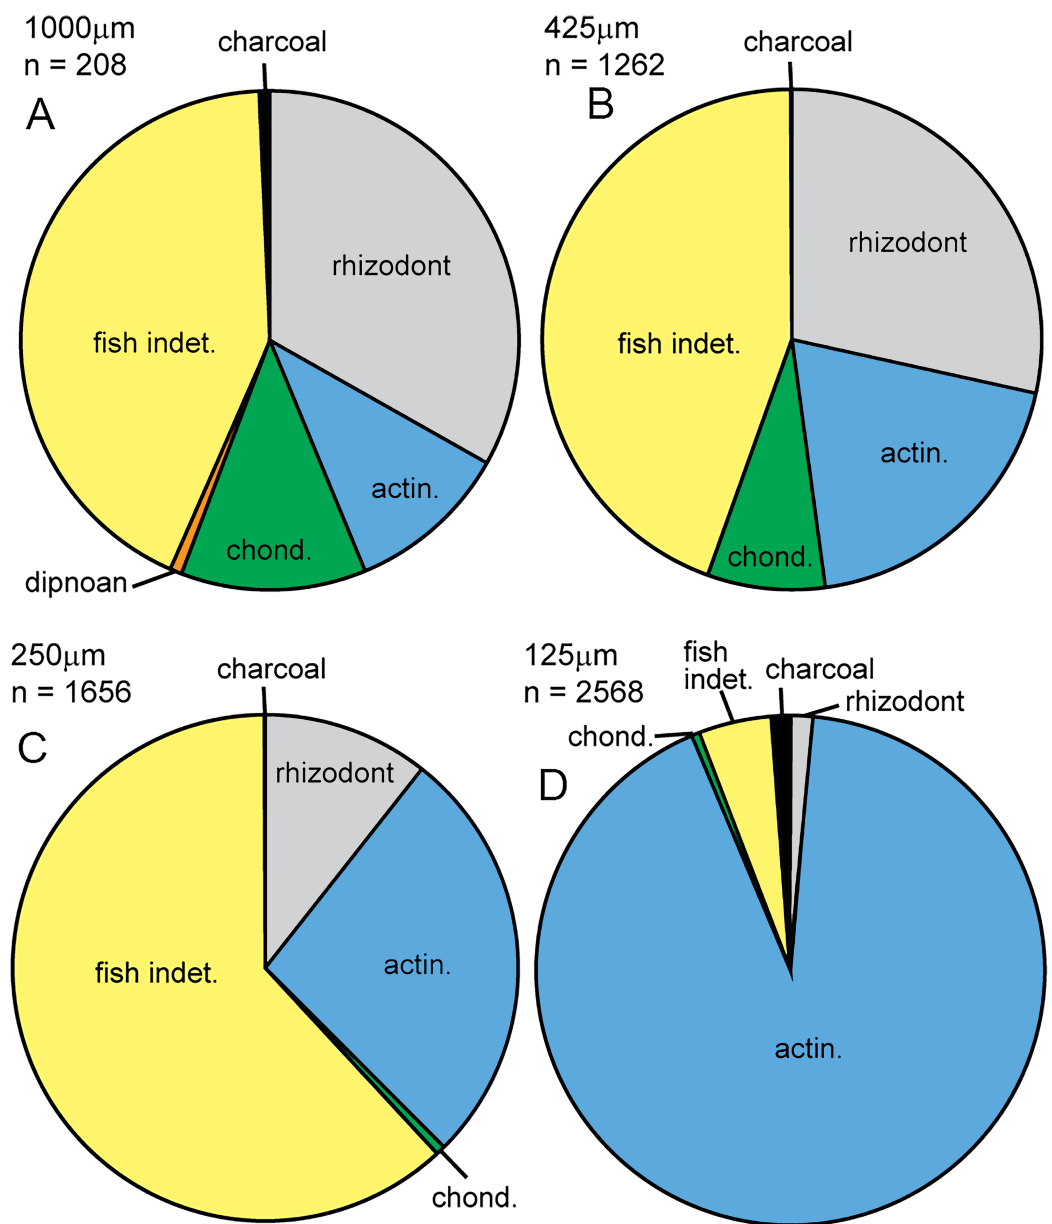 1000µm
n = 208
A
charcoal
rhizodont
fish indet.
actin.
chond.
dipnoan
425µm
n = 1262
B
charcoal
rhizodont
fish indet.
actin.
chond.
250µm
n = 1656
C
charcoal
rhizodont
fish indet.
actin.
chond.
125µm
n = 2568
D
fish
indet.
charcoal
rhizodont
chond.
actin.